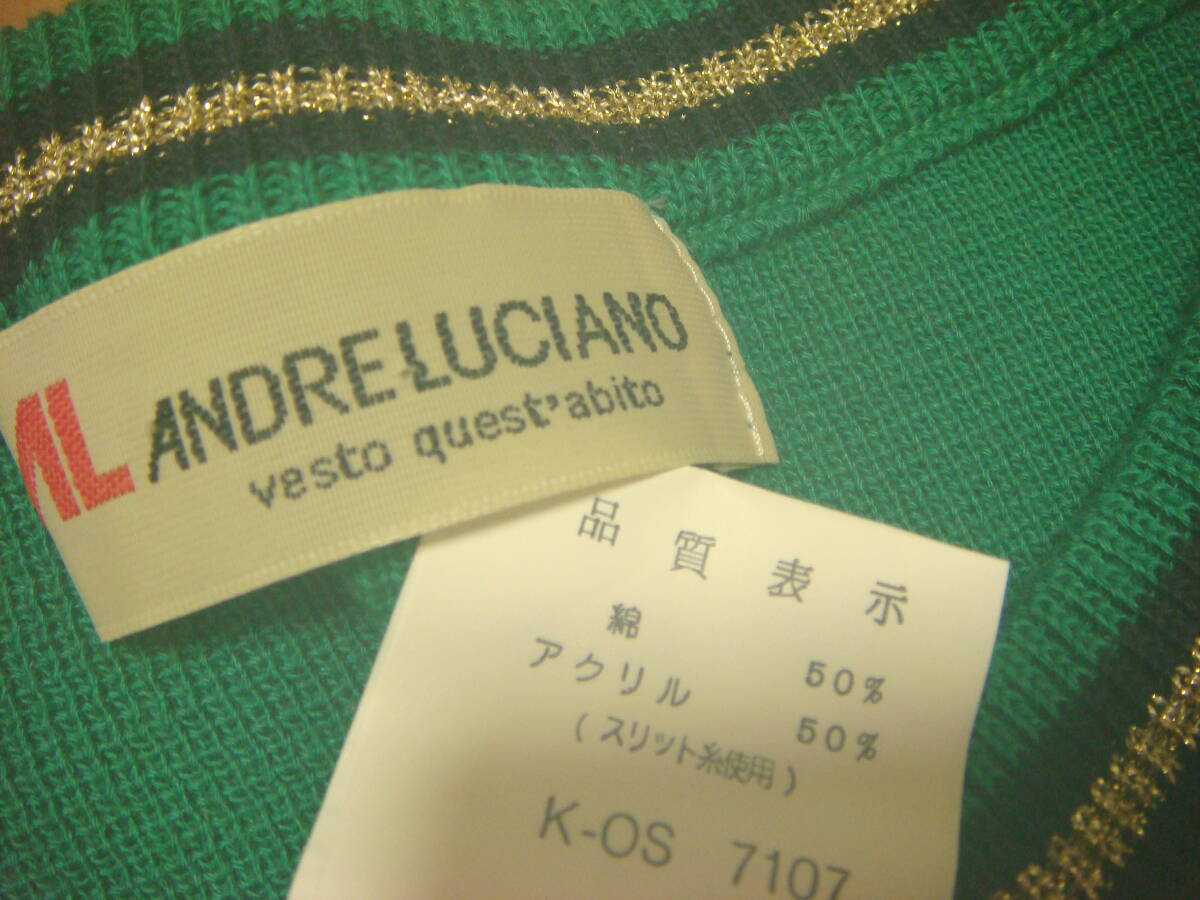 AL ANDRE LUCIANO
vesto quest'abito
品質表示
綿 50%
アクリル 50%
(スリット糸使用)
K-OS 7107